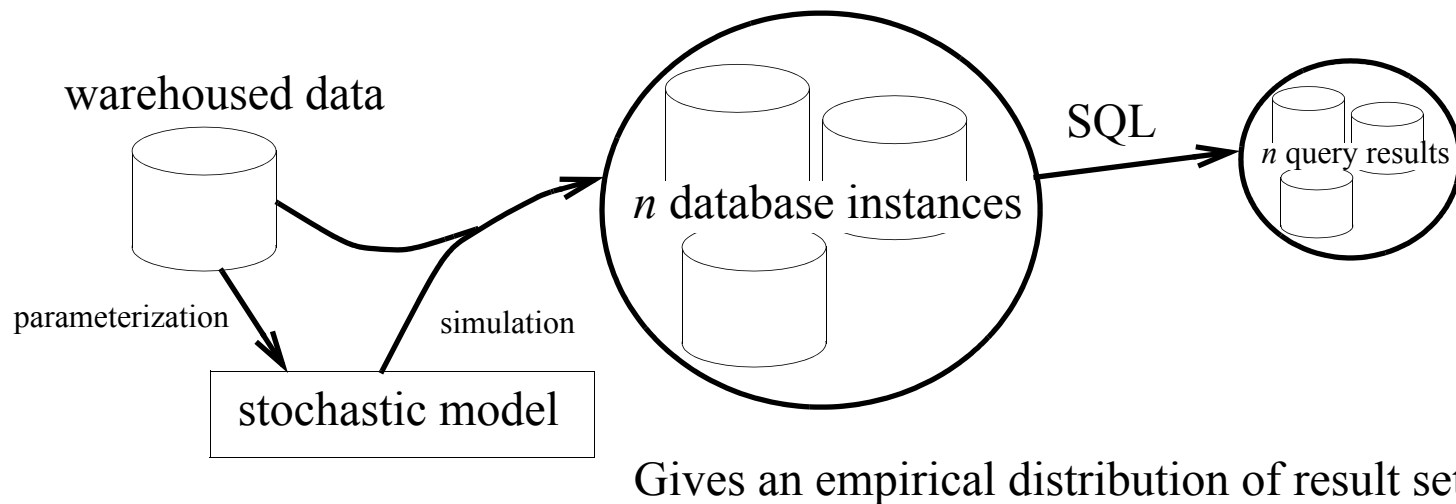 warehoused data
SQL
n query results
n database instances
parameterization
simulation
stochastic model
Gives an empirical distribution of result set